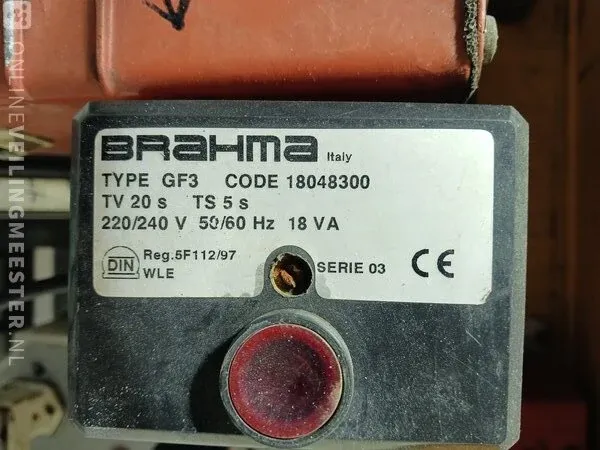 BRAHMA Italy
TYPE GF3 CODE 18048300
TV 20 s TS 5 s
220/240 V 50/60 Hz 18 VA
DIN Reg.5F112/97
WLE
SERIE 03 CE
ONLINEVEILINGMEESTER.NL